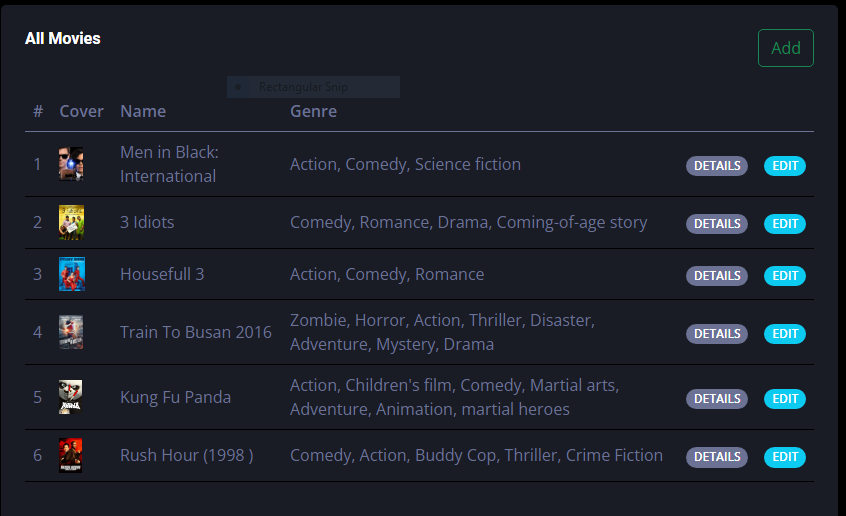 All Movies
Add
Rectangular Snip
# Cover Name Genre
1 Men in Black: International Action, Comedy, Science fiction DETAILS EDIT
2 3 Idiots Comedy, Romance, Drama, Coming-of-age story DETAILS EDIT
3 Housefull 3 Action, Comedy, Romance DETAILS EDIT
4 Train To Busan 2016 Zombie, Horror, Action, Thriller, Disaster,
Adventure, Mystery, Drama DETAILS EDIT
5 Kung Fu Panda Action, Children's film, Comedy, Martial arts,
Adventure, Animation, martial heroes DETAILS EDIT
6 Rush Hour (1998 ) Comedy, Action, Buddy Cop, Thriller, Crime Fiction DETAILS EDIT